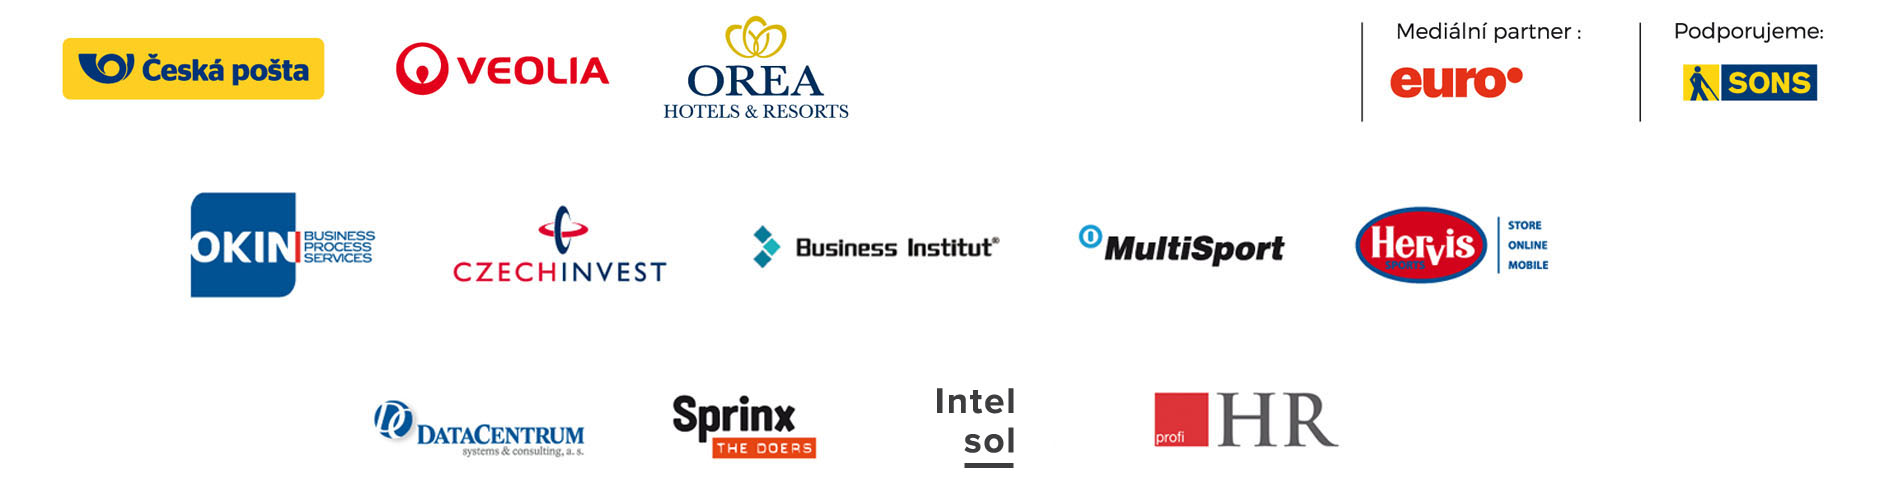 Česká pošta
VEOLIA
OREA
HOTELS & RESORTS
Mediální partner :
euro
Podporujeme:
SONS
OKIN
BUSINESS
PROCESS
SERVICES
CZECHINVEST
Business Institut®
MultiSport
Hervis
SPORTS
STORE
ONLINE
MOBILE
DATACENTRUM
systems & consulting, a. s.
Sprinx
THE DOERS
Intel
sol
profi
HR